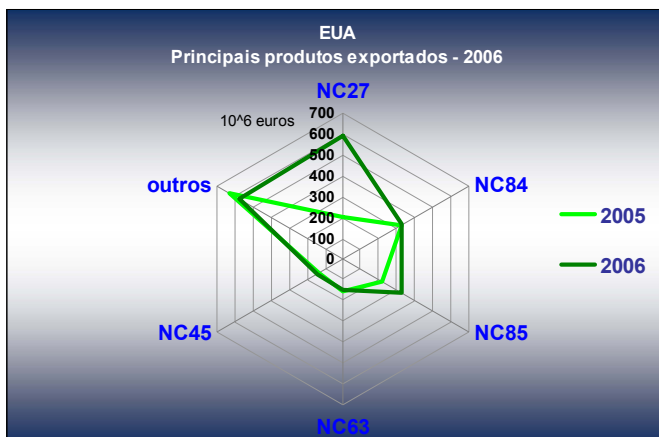 EUA
Principais produtos exportados - 2006
NC27
10^6 euros
700
600
500
400
300
200
100
0
outros
NC84
2005
2006
NC45
NC85
NC63